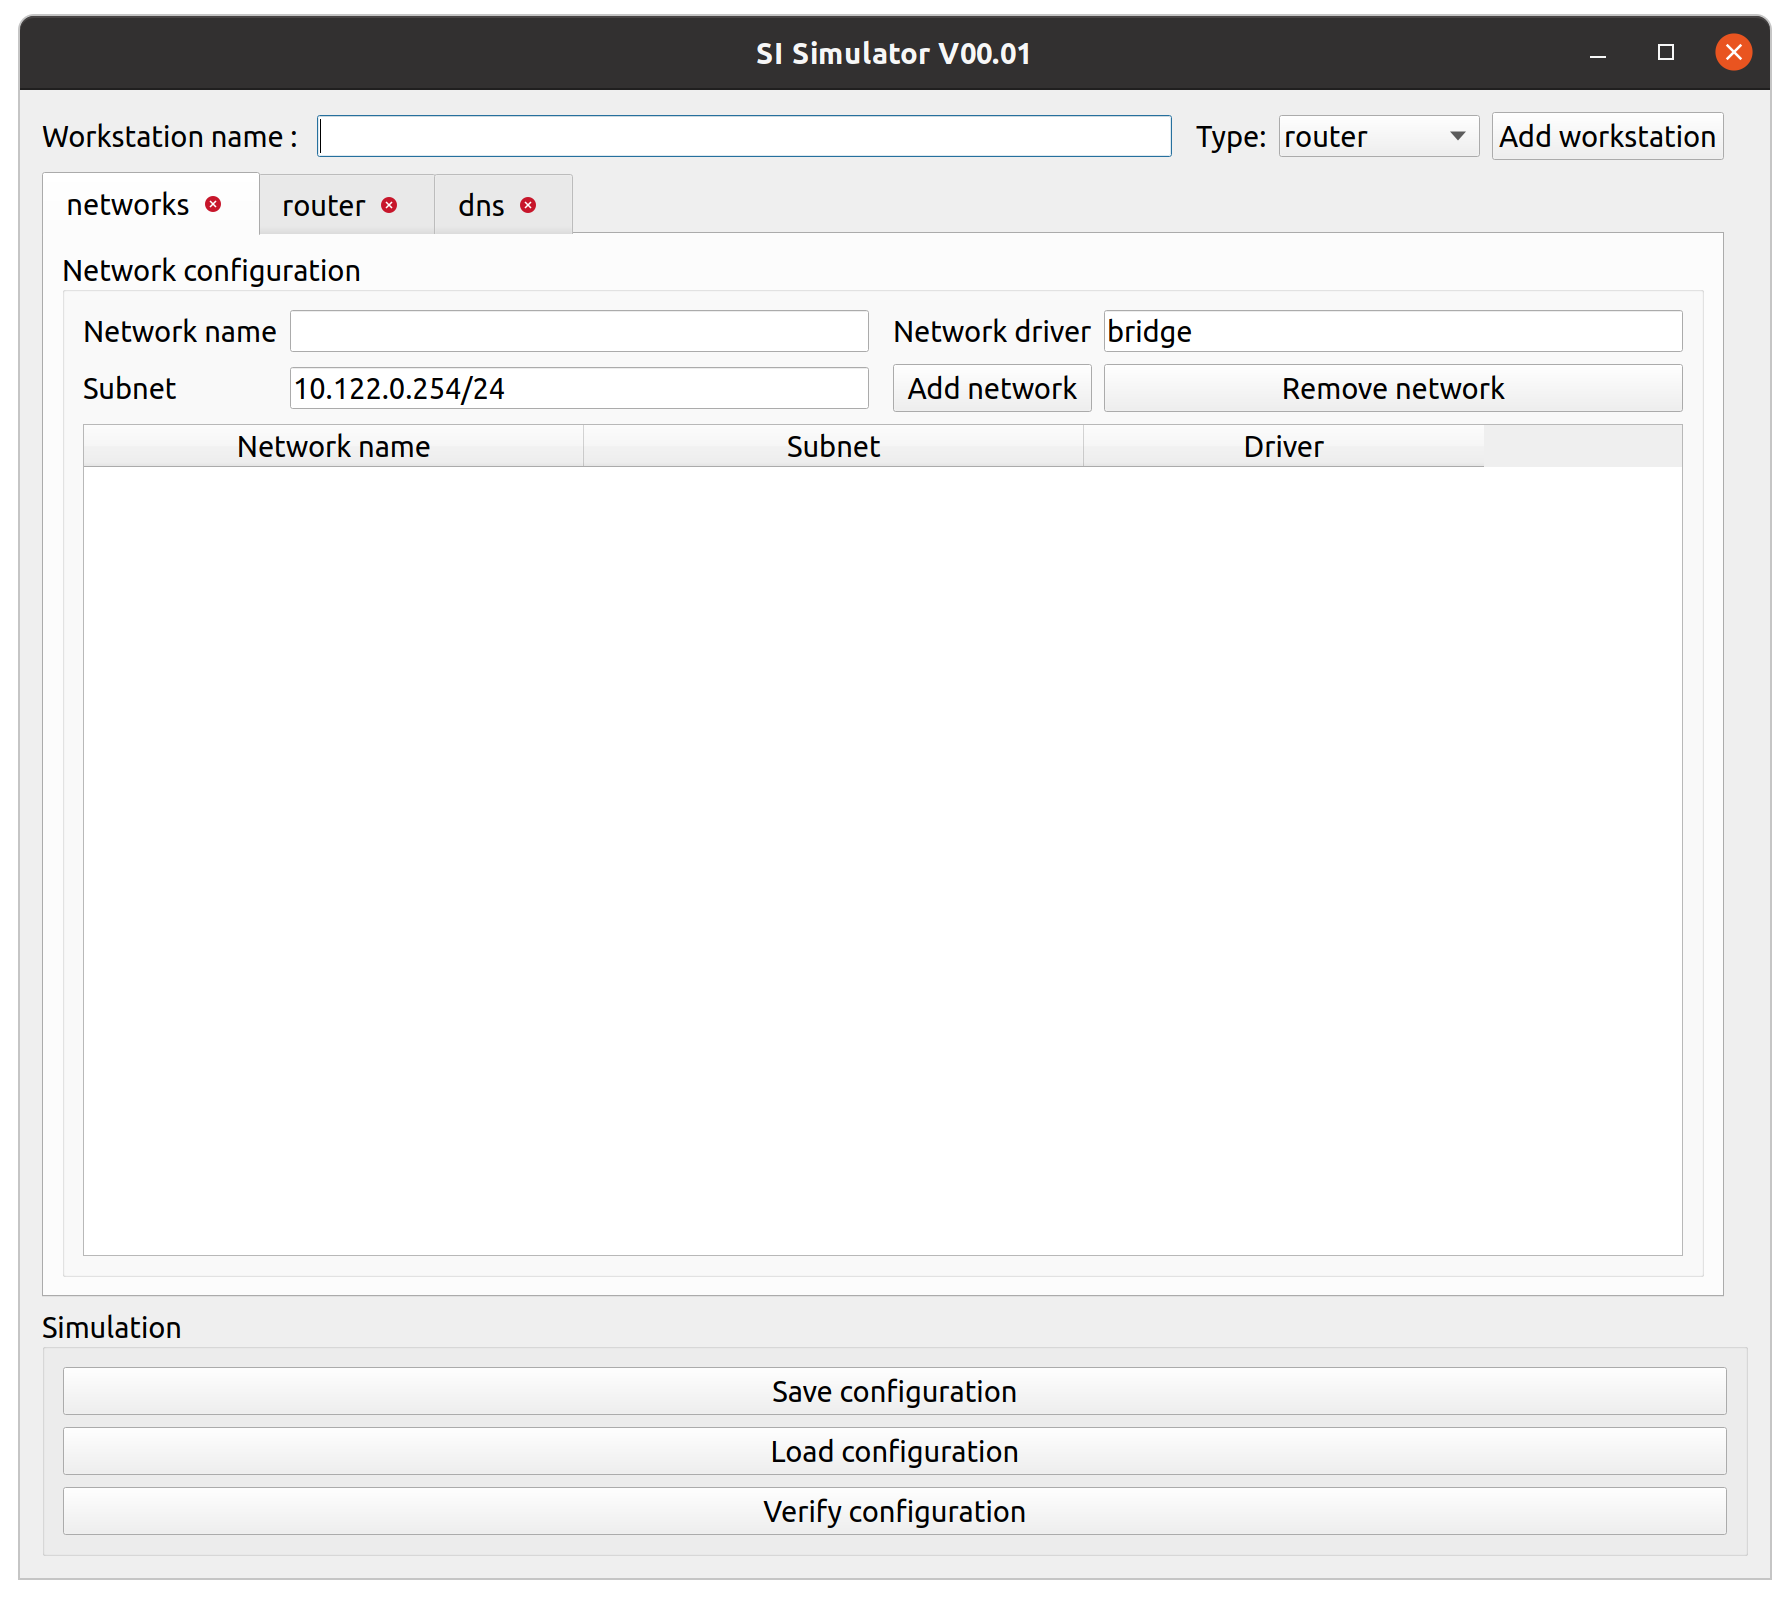 SI Simulator V00.01
Workstation name :
Type: router Add workstation
networks router dns
Network configuration
Network name Network driver bridge
Subnet 10.122.0.254/24 Add network Remove network
Network name Subnet Driver
Simulation
Save configuration
Load configuration
Verify configuration